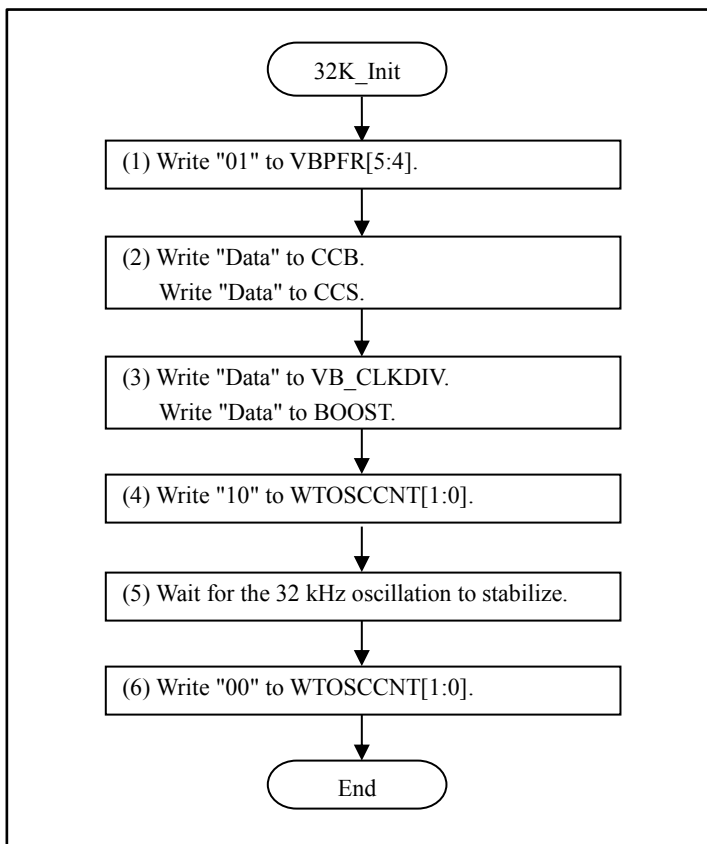 32K_Init
(1) Write "01" to VBPFR[5:4].
(2) Write "Data" to CCB.
Write "Data" to CCS.
(3) Write "Data" to VB_CLKDIV.
Write "Data" to BOOST.
(4) Write "10" to WTOSCCNT[1:0].
(5) Wait for the 32 kHz oscillation to stabilize.
(6) Write "00" to WTOSCCNT[1:0].
End